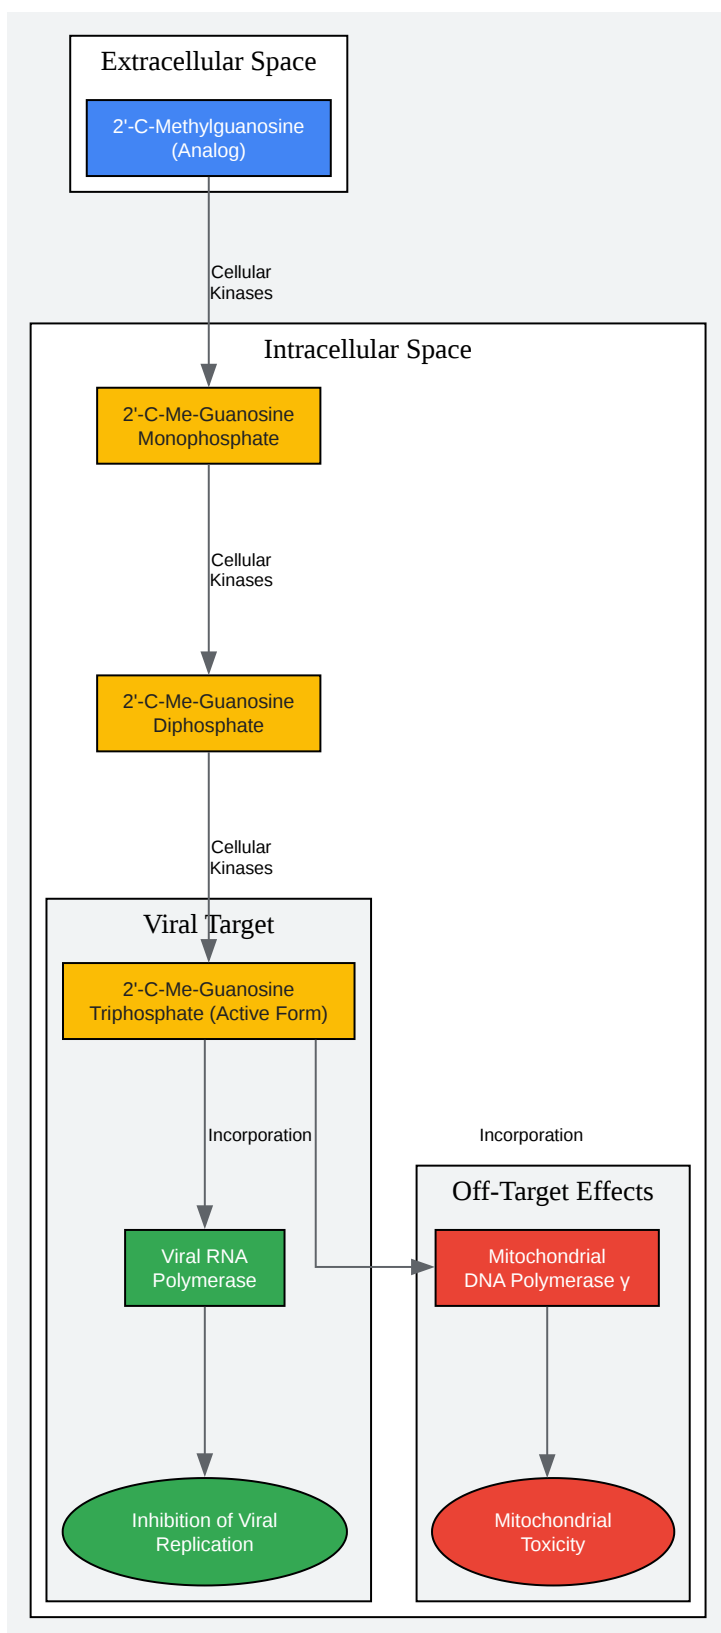 Extracellular Space
2'-C-Methylguanosine
(Analog)
Cellular
Kinases
Intracellular Space
2'-C-Me-Guanosine
Monophosphate
Cellular
Kinases
2'-C-Me-Guanosine
Diphosphate
Cellular
Kinases
Viral Target
2'-C-Me-Guanosine
Triphosphate (Active Form)
Incorporation
Incorporation
Viral RNA
Polymerase
Inhibition of Viral
Replication
Off-Target Effects
Mitochondrial
DNA Polymerase γ
Mitochondrial
Toxicity